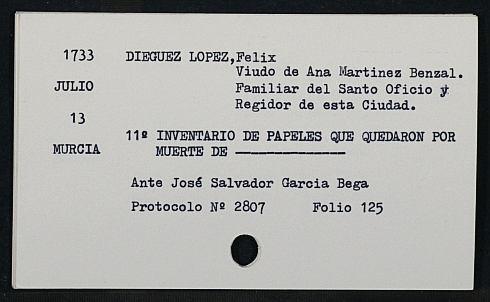 1733 DIEGUEZ LOPEZ,Felix
Viudo de Ana Martinez Benzal.
JULIO Familiar del Santo Oficio y
Regidor de esta Ciudad.
13
11º INVENTARIO DE PAPELES QUE QUEDARON POR
MURCIA MUERTE DE ——————————————
Ante José Salvador Garcia Bega
Protocolo Nº 2807 Folio 125